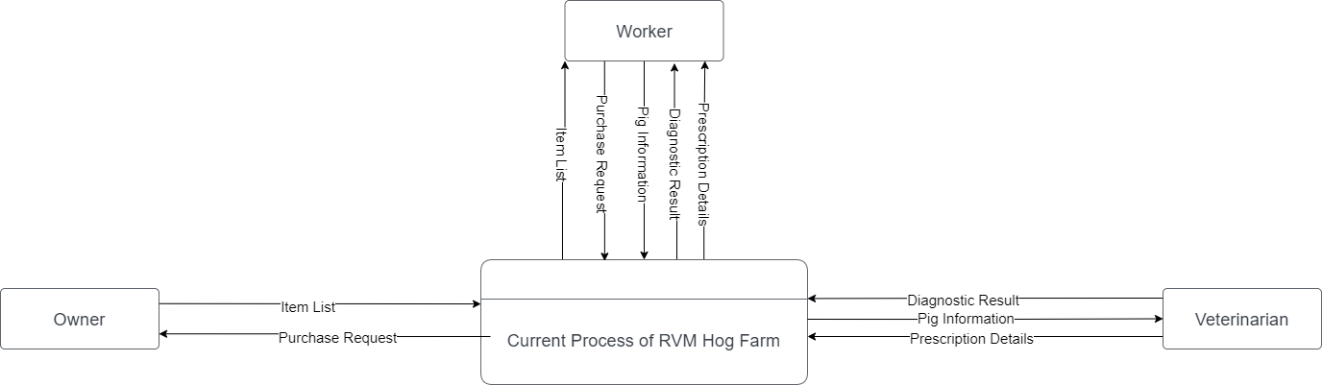 Worker
Item List
Purchase Request
Pig Information
Diagnostic Result
Prescription Details
Owner
Item List
Purchase Request
Current Process of RVM Hog Farm
Diagnostic Result
Pig Information
Prescription Details
Veterinarian